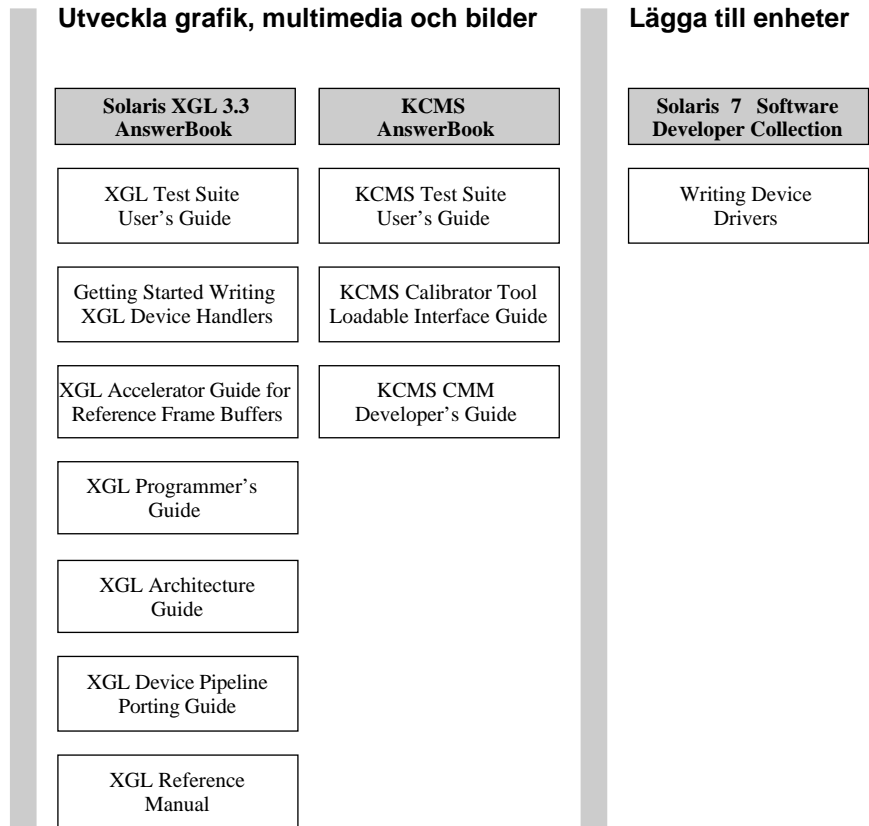 Utveckla grafik, multimedia och bilder
Solaris XGL 3.3
AnswerBook
XGL Test Suite
User's Guide
Getting Started Writing
XGL Device Handlers
XGL Accelerator Guide for
Reference Frame Buffers
XGL Programmer's
Guide
XGL Architecture
Guide
XGL Device Pipeline
Porting Guide
XGL Reference
Manual
KCMS
AnswerBook
KCMS Test Suite
User's Guide
KCMS Calibrator Tool
Loadable Interface Guide
KCMS CMM
Developer's Guide
Lägga till enheter
Solaris 7 Software
Developer Collection
Writing Device
Drivers